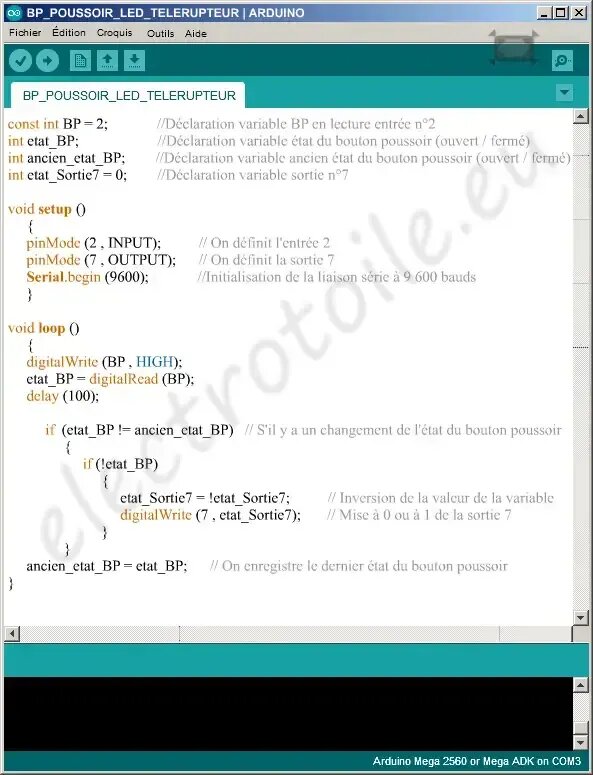 BP_POUSSOIR_LED_TELERUPTEUR | ARDUINO
Fichier Édition Croquis Outils Aide
BP_POUSSOIR_LED_TELERUPTEUR
const int BP = 2; //Déclaration variable BP en lecture entrée n°2
int etat_BP; //Déclaration variable état du bouton poussoir (ouvert / fermé)
int ancien_etat_BP; //Déclaration variable ancien état du bouton poussoir (ouvert / fermé)
int etat_Sortie7 = 0; //Déclaration variable sortie n°7
void setup ()
{
pinMode (2 , INPUT); // On définit l'entrée 2
pinMode (7 , OUTPUT); // On définit la sortie 7
Serial.begin (9600); //Initialisation de la liaison série à 9 600 bauds
}
void loop ()
{
digitalWrite (BP , HIGH);
etat_BP = digitalRead (BP);
delay (100);
if (etat_BP != ancien_etat_BP) // S'il y a un changement de l'état du bouton poussoir
{
if (!etat_BP)
{
etat_Sortie7 = !etat_Sortie7; // Inversion de la valeur de la variable
digitalWrite (7 , etat_Sortie7); // Mise à 0 ou à 1 de la sortie 7
}
}
ancien_etat_BP = etat_BP; // On enregistre le dernier état du bouton poussoir
}
electrotoile.eu
Arduino Mega 2560 or Mega ADK on COM3